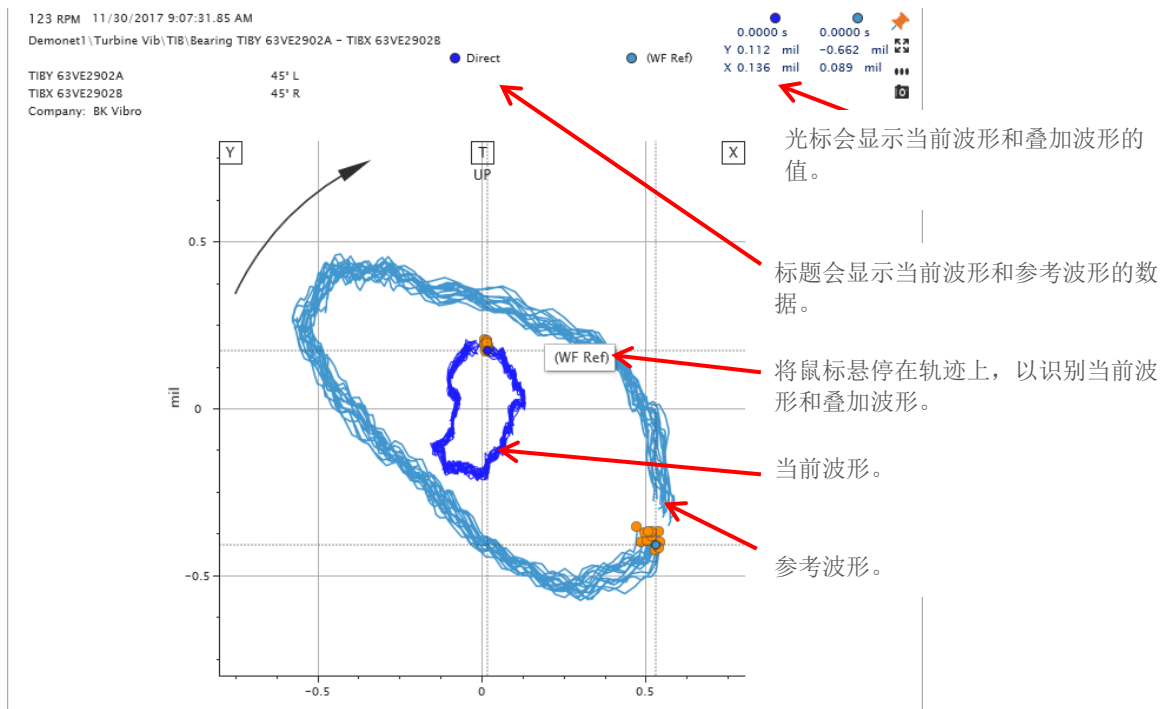 123 RPM 11/30/2017 9:07:31.85 AM
Demonet1\Turbine Vib\TIB\Bearing TIBY 63VE2902A - TIBX 63VE2902B
TIBY 63VE2902A 45° L
TIBX 63VE2902B 45° R
Company: BK Vibro
Direct
(WF Ref)
0.0000 s 0.0000 s
Y 0.112 mil -0.662 mil
X 0.136 mil 0.089 mil
光标会显示当前波形和叠加波形的
值。
标题会显示当前波形和参考波形的数
据。
将鼠标悬停在轨迹上，以识别当前波
形和叠加波形。
当前波形。
参考波形。
Y
T
UP
X
(WF Ref)
mil
0.5
0
-0.5
-0.5
0
0.5